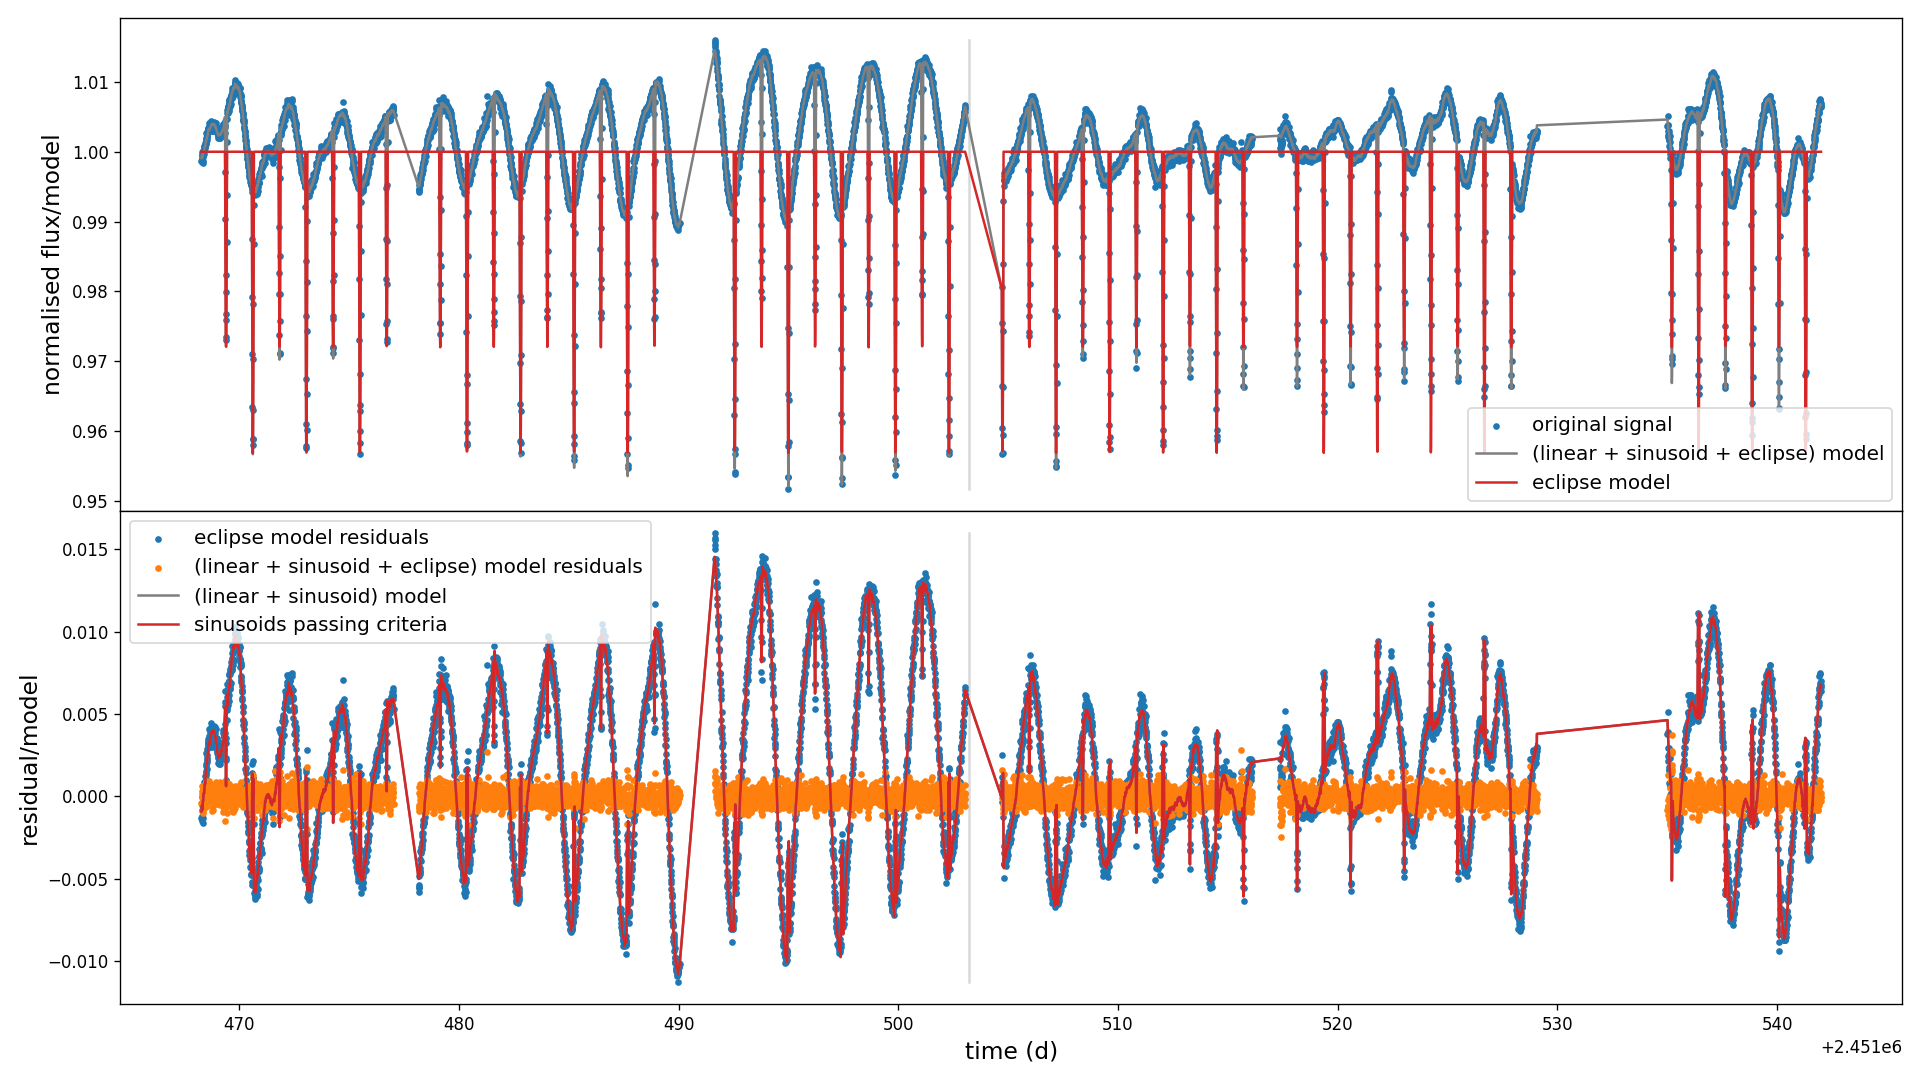 normalised flux/model
1.01
1.00
0.99
0.98
0.97
0.96
0.95
original signal
(linear + sinusoid + eclipse) model
eclipse model
residual/model
0.015
0.010
0.005
0.000
−0.005
−0.010
eclipse model residuals
(linear + sinusoid + eclipse) model residuals
(linear + sinusoid) model
sinusoids passing criteria
470 480 490 500 510 520 530 540
time (d)
+2.451e6